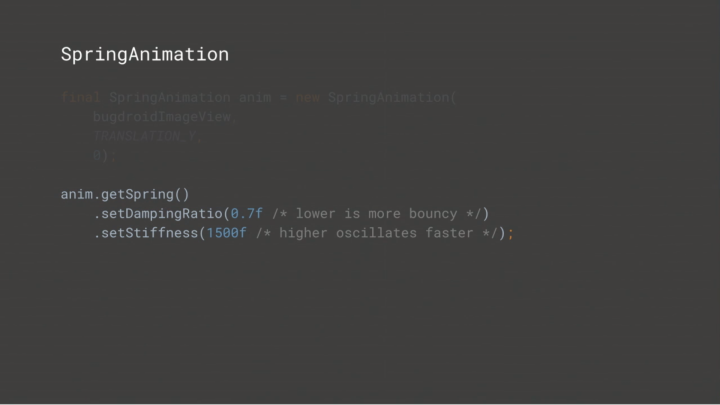 SpringAnimation
final SpringAnimation anim = new SpringAnimation(
bugdroidImageView,
TRANSLATION_Y,
0);
anim.getSpring()
.setDampingRatio(0.7f /* lower is more bouncy */)
.setStiffness(1500f /* higher oscillates faster */);